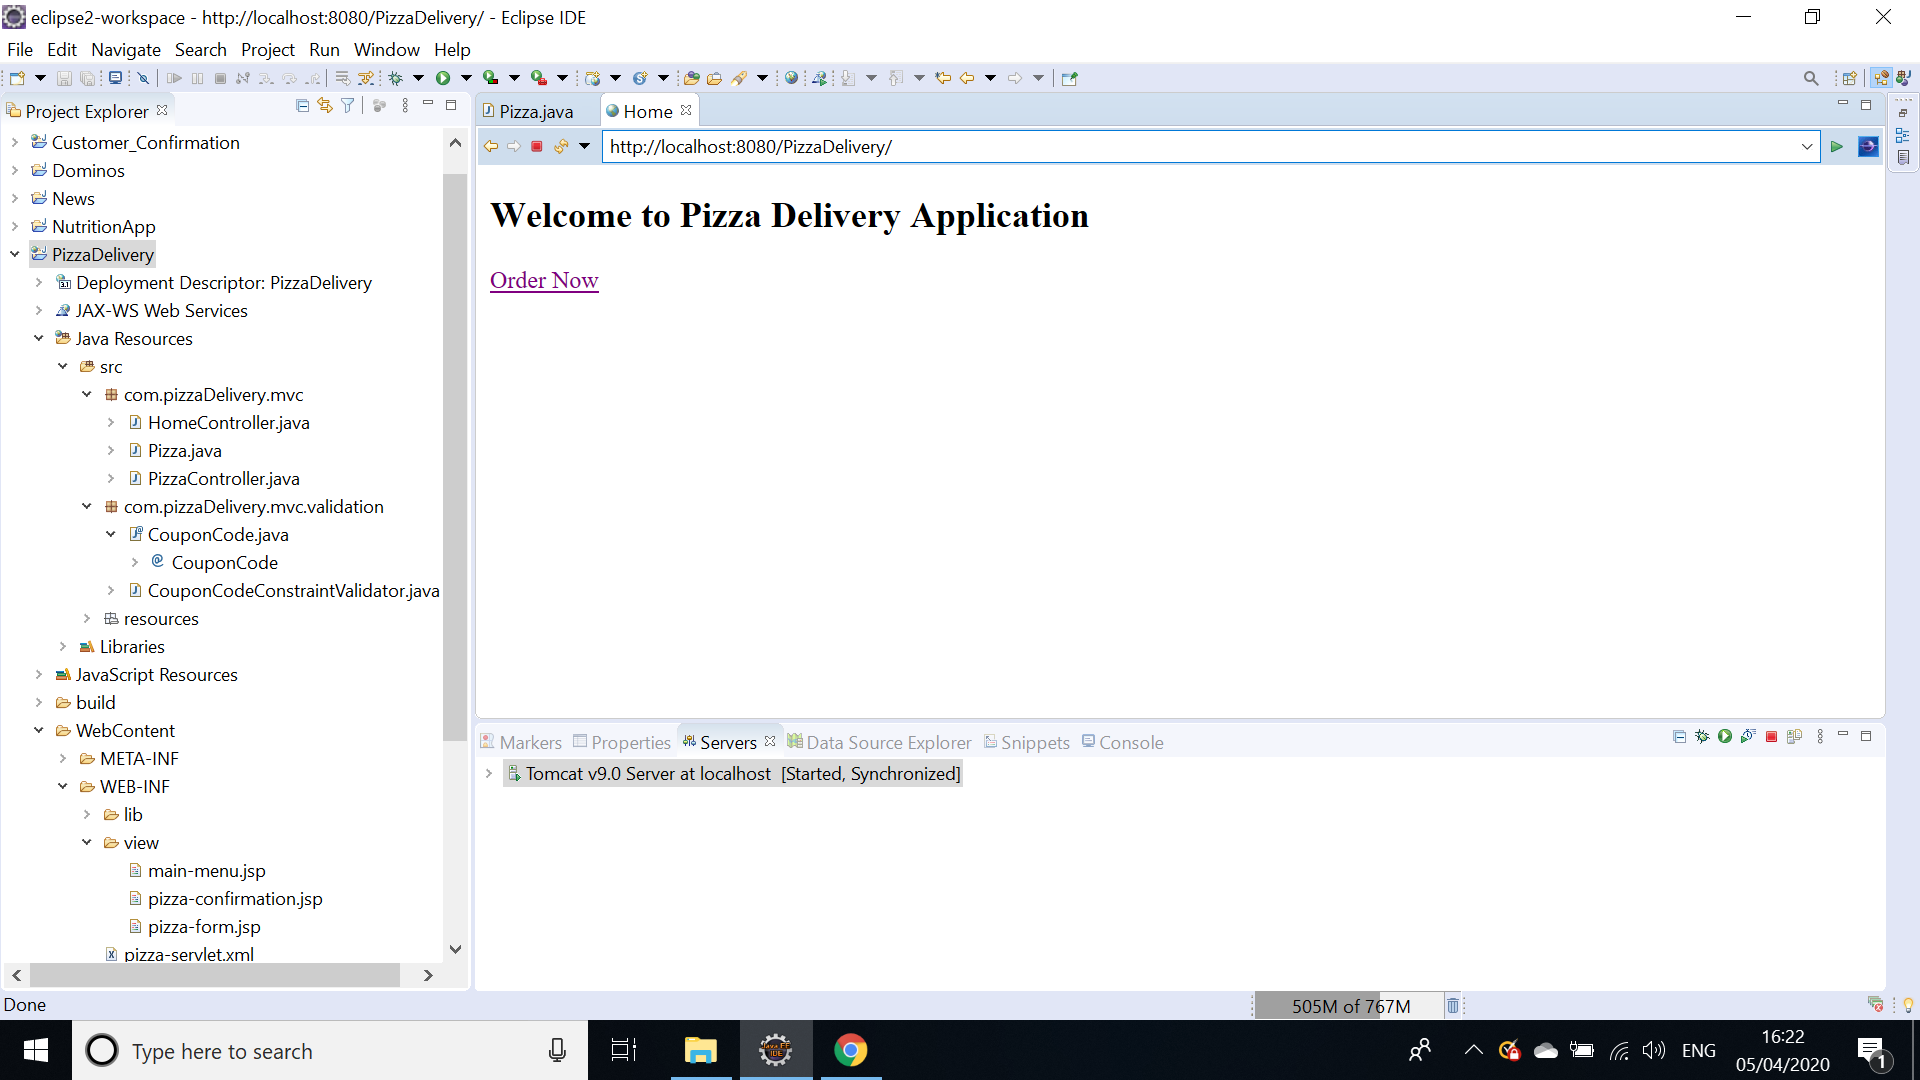 eclipse2-workspace - http://localhost:8080/PizzaDelivery/ - Eclipse IDE
File Edit Navigate Search Project Run Window Help
Project Explorer
Customer_Confirmation
Dominos
News
NutritionApp
PizzaDelivery
Deployment Descriptor: PizzaDelivery
JAX-WS Web Services
Java Resources
src
com.pizzaDelivery.mvc
HomeController.java
Pizza.java
PizzaController.java
com.pizzaDelivery.mvc.validation
CouponCode.java
CouponCode
CouponCodeConstraintValidator.java
resources
Libraries
JavaScript Resources
build
WebContent
META-INF
WEB-INF
lib
view
main-menu.jsp
pizza-confirmation.jsp
pizza-form.jsp
pizza-servlet.xml
Pizza.java Home
http://localhost:8080/PizzaDelivery/
Welcome to Pizza Delivery Application
Order Now
Markers Properties Servers Data Source Explorer Snippets Console
Tomcat v9.0 Server at localhost [Started, Synchronized]
Done
505M of 767M
Type here to search
Java EE
IDE
ENG
16:22
05/04/2020
1